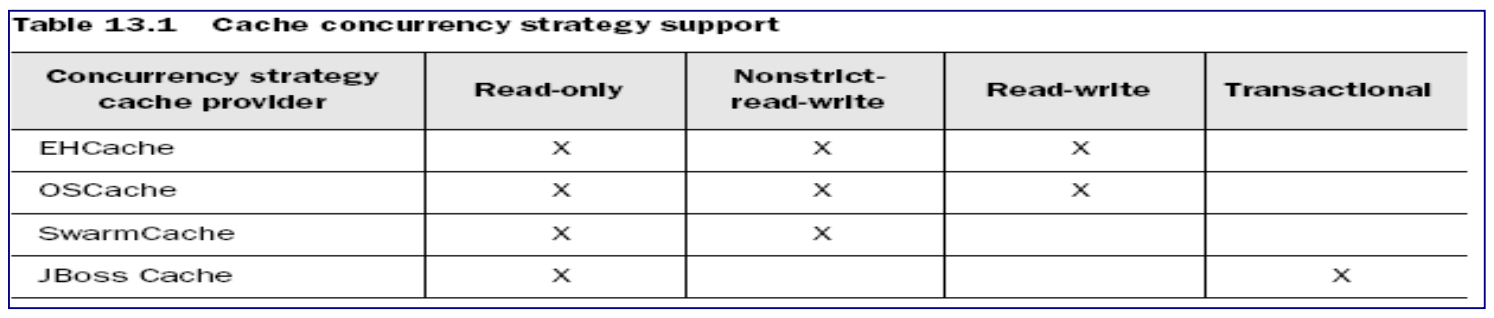 Table 13.1 Cache concurrency strategy support
Concurrency strategy
cache provider
Read-only
Nonstrict-
read-write
Read-write
Transactional
EHCache X X X
OSCache X X X
SwarmCache X X
JBoss Cache X X